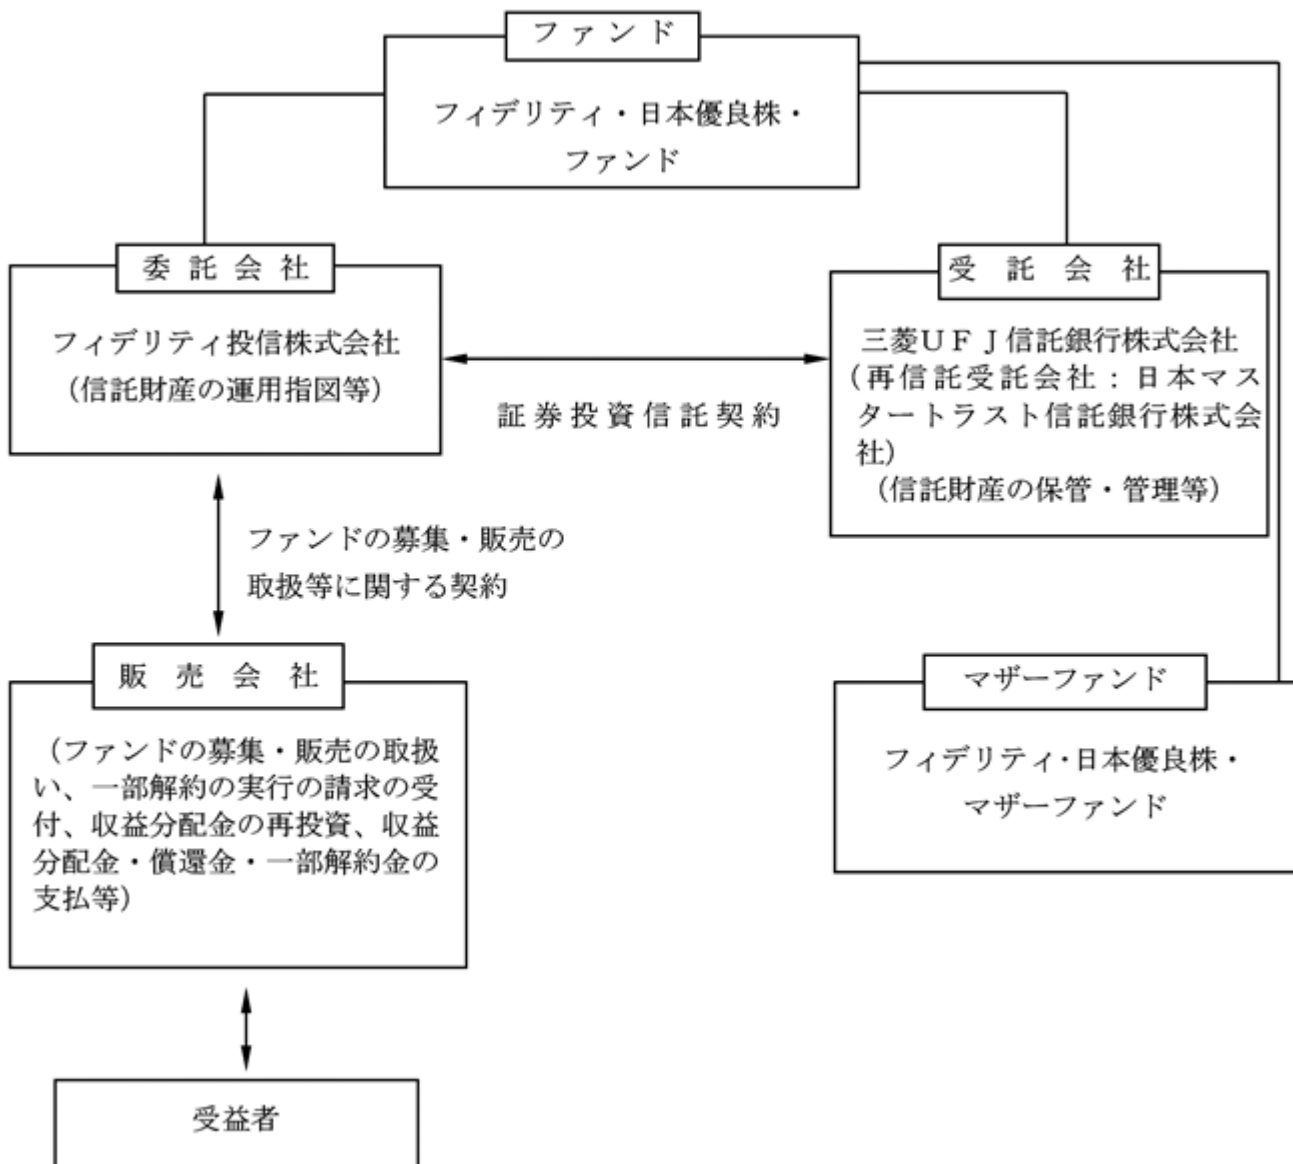 ファンド
フィデリティ・日本優良株・
ファンド
委託会社
フィデリティ投信株式会社
（信託財産の運用指図等）
証券投資信託契約
受託会社
三菱ＵＦＪ信託銀行株式会社
（再信託受託会社：日本マス
タートラスト信託銀行株式会
社）
（信託財産の保管・管理等）
ファンドの募集・販売の
取扱等に関する契約
販売会社
（ファンドの募集・販売の取扱
い、一部解約の実行の請求の受
付、収益分配金の再投資、収益
分配金・償還金・一部解約金の
支払等）
マザーファンド
フィデリティ・日本優良株・
マザーファンド
受益者